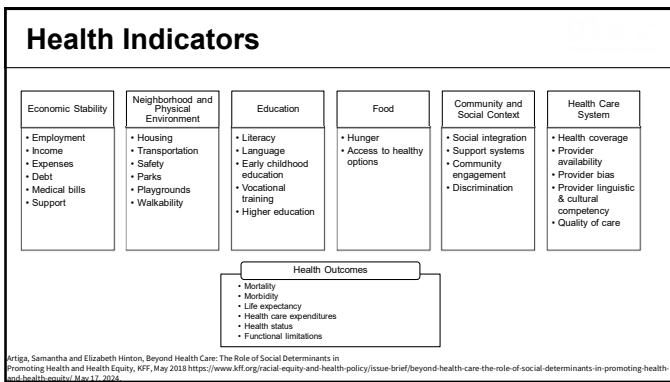 Health Indicators
Economic Stability
• Employment
• Income
• Expenses
• Debt
• Medical bills
• Support
Neighborhood and
Physical
Environment
• Housing
• Transportation
• Safety
• Parks
• Playgrounds
• Walkability
Education
• Literacy
• Language
• Early childhood
education
• Vocational
training
• Higher education
Food
• Hunger
• Access to healthy
options
Community and
Social Context
• Social integration
• Support systems
• Community
engagement
• Discrimination
Health Care
System
• Health coverage
• Provider
availability
• Provider bias
• Provider linguistic
& cultural
competency
• Quality of care
Health Outcomes
• Mortality
• Morbidity
• Life expectancy
• Health care expenditures
• Health status
• Functional limitations
Artiga, Samantha and Elizabeth Hinton, Beyond Health Care: The Role of Social Determinants in
Promoting Health and Health Equity, KFF, May 2018 https://www.kff.org/racial-equity-and-health-policy/issue-brief/beyond-health-care-the-role-of-social-determinants-in-promoting-health-
and-health-equity/ May 17, 2024.